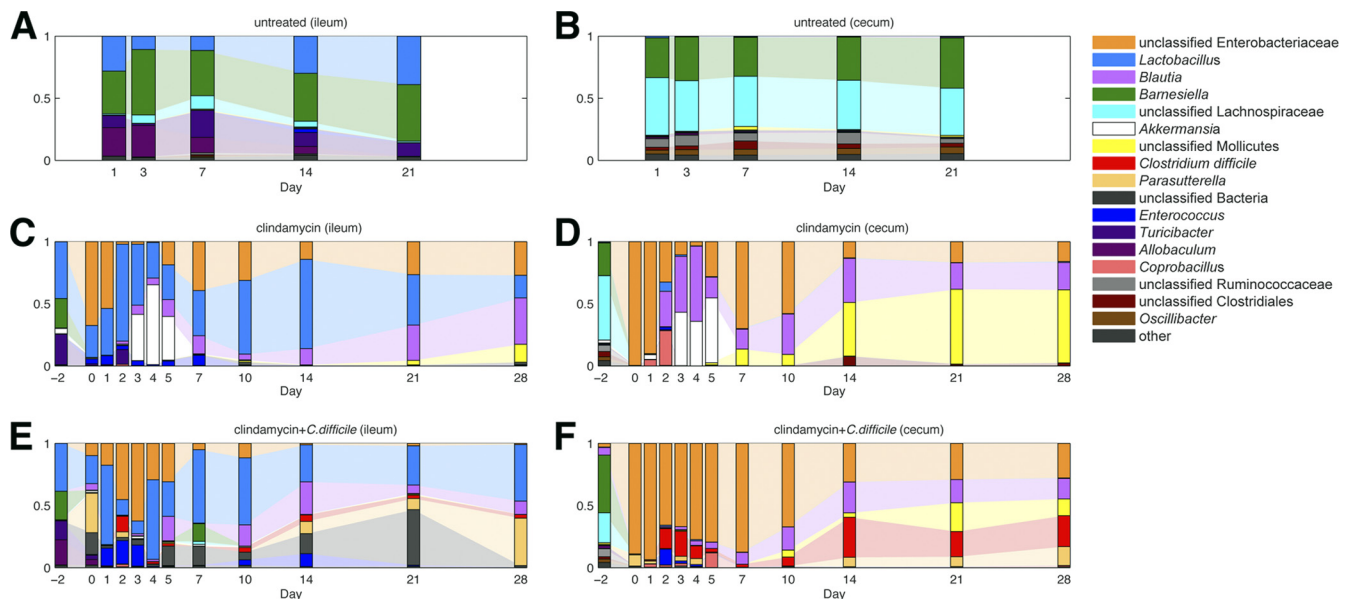 A
untreated (ileum)
1
0.5
0
1 3 7 14 21
Day
B
untreated (cecum)
1
0.5
0
1 3 7 14 21
Day
unclassified Enterobacteriaceae
Lactobacillus
Blautia
Barnesiella
unclassified Lachnospiraceae
Akkermansia
unclassified Mollicutes
Clostridium difficile
Parasutterella
unclassified Bacteria
Enterococcus
Turicibacter
Allobaculum
Coprobacillus
unclassified Ruminococcaceae
unclassified Clostridiales
Oscillibacter
other
C
clindamycin (ileum)
1
0.5
0
−2 0 1 2 3 4 5 7 10 14 21 28
Day
D
clindamycin (cecum)
1
0.5
0
−2 0 1 2 3 4 5 7 10 14 21 28
Day
E
clindamycin+C.difficile (ileum)
1
0.5
0
−2 0 1 2 3 4 5 7 10 14 21 28
Day
F
clindamycin+C.difficile (cecum)
1
0.5
0
−2 0 1 2 3 4 5 7 10 14 21 28
Day